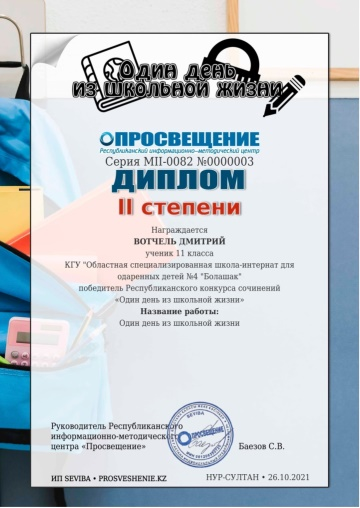 Один день
из школьной жизни
ПРОСВЕЩЕНИЕ
Республиканский информационно-методический центр
Серия МП-0082 №0000003
ДИПЛОМ
II степени
Награждается
ВОТЧЕЛЬ ДМИТРИЙ
ученик 11 класса
КГУ "Областная специализированная школа-интернат для
одаренных детей №4 "Болашак"
победитель Республиканского конкурса сочинений
«Один день из школьной жизни»
Название работы:
Один день из школьной жизни
Руководитель Республиканского
информационно-методического
центра «Просвещение»
SEVIBA
ПРОСВЕЩЕНИЕ
Баезов С.В.
ИП SEVIBA • PROSVESHENIE.KZ
НУР-СУЛТАН • 26.10.2021